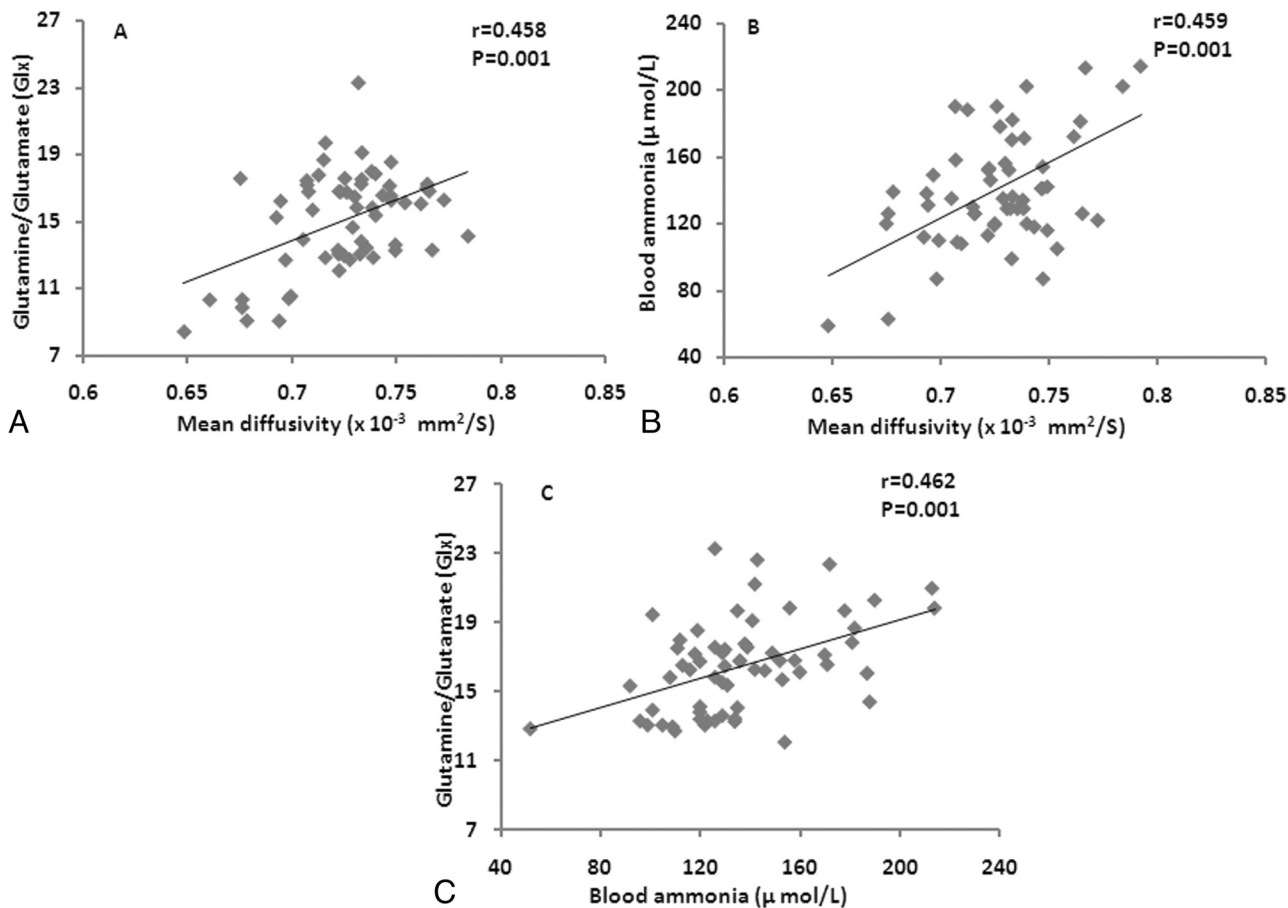 A
r=0.458
P=0.001
Glutamine/Glutamate (Glx)
27
23
19
15
11
7
0.6 0.65 0.7 0.75 0.8 0.85
Mean diffusivity (x 10-3 mm2/S)
A
B
r=0.459
P=0.001
Blood ammonia (µ mol/L)
240
200
160
120
80
40
0.6 0.65 0.7 0.75 0.8 0.85
Mean diffusivity (x 10-3 mm2/S)
B
C
r=0.462
P=0.001
Glutamine/Glutamate (Glx)
27
23
19
15
11
7
40 80 120 160 200 240
Blood ammonia (µ mol/L)
C